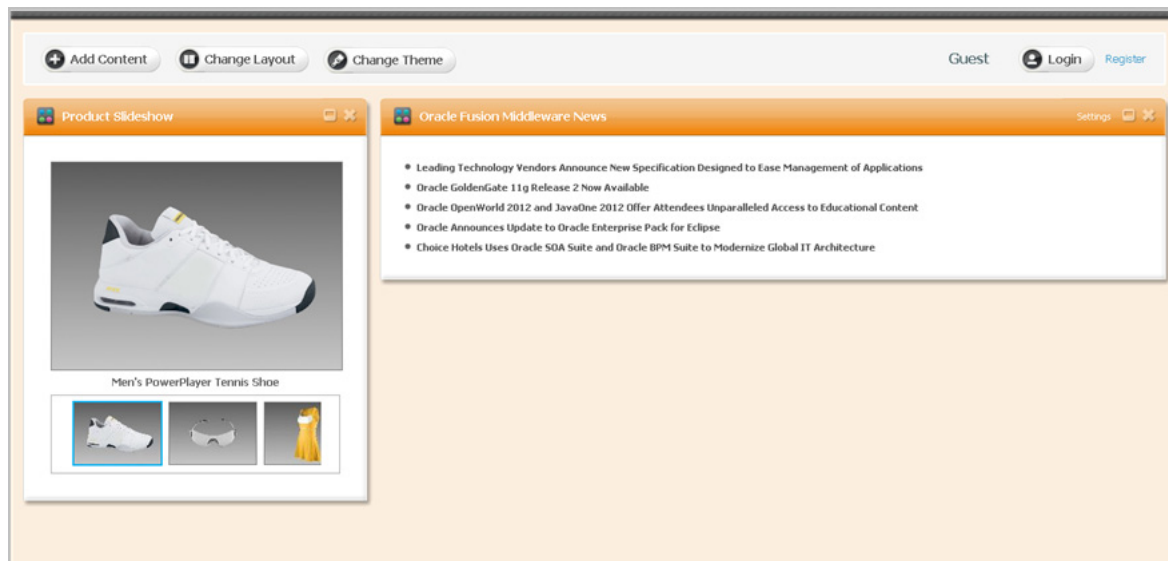 Add Content
Change Layout
Change Theme
Guest
Login
Register
Product Slideshow
Men's PowerPlayer Tennis Shoe
Oracle Fusion Middleware News
Settings
Leading Technology Vendors Announce New Specification Designed to Ease Management of Applications
Oracle GoldenGate 11g Release 2 Now Available
Oracle OpenWorld 2012 and JavaOne 2012 Offer Attendees Unparalleled Access to Educational Content
Oracle Announces Update to Oracle Enterprise Pack for Eclipse
Choice Hotels Uses Oracle SOA Suite and Oracle BPM Suite to Modernize Global IT Architecture